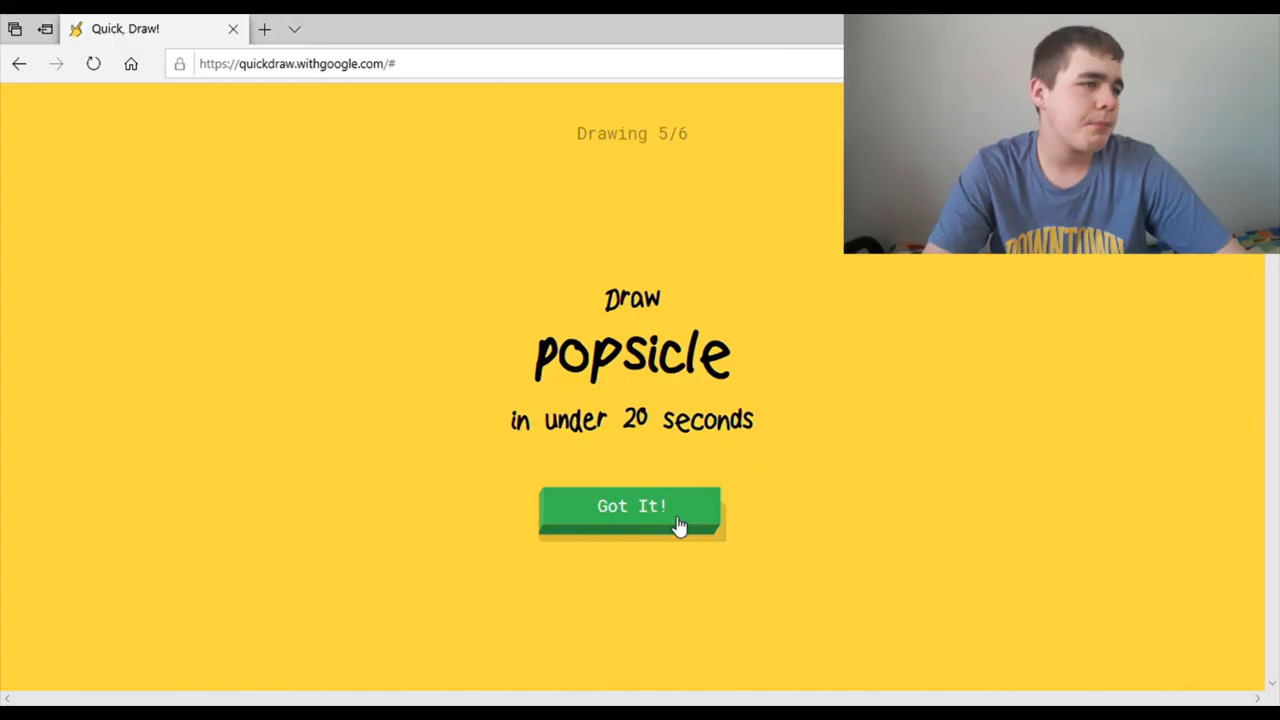 Quick, Draw!
https://quickdraw.withgoogle.com/#
Drawing 5/6
Draw
popsicle
in under 20 seconds
Got It!
DOWNTOWN